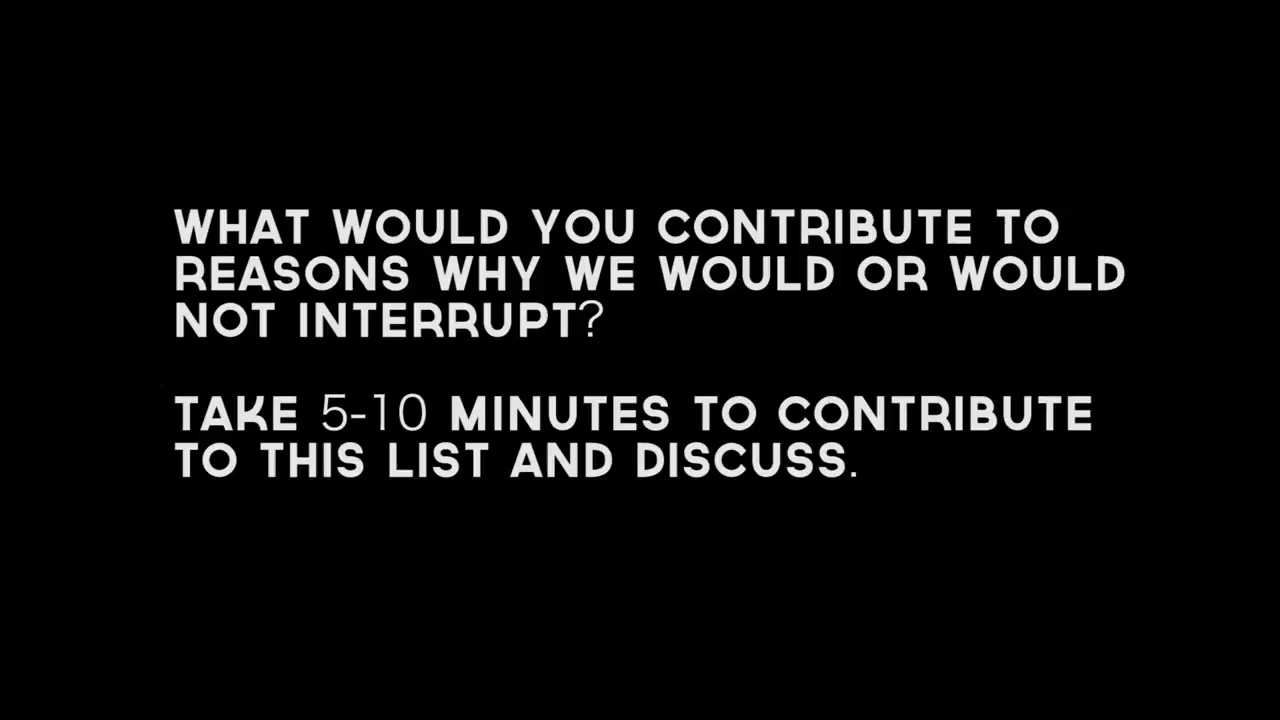 WHAT WOULD YOU CONTRIBUTE TO
REASONS WHY WE WOULD OR WOULD
NOT INTERRUPT?
TAKE 5-10 MINUTES TO CONTRIBUTE
TO THIS LIST AND DISCUSS.